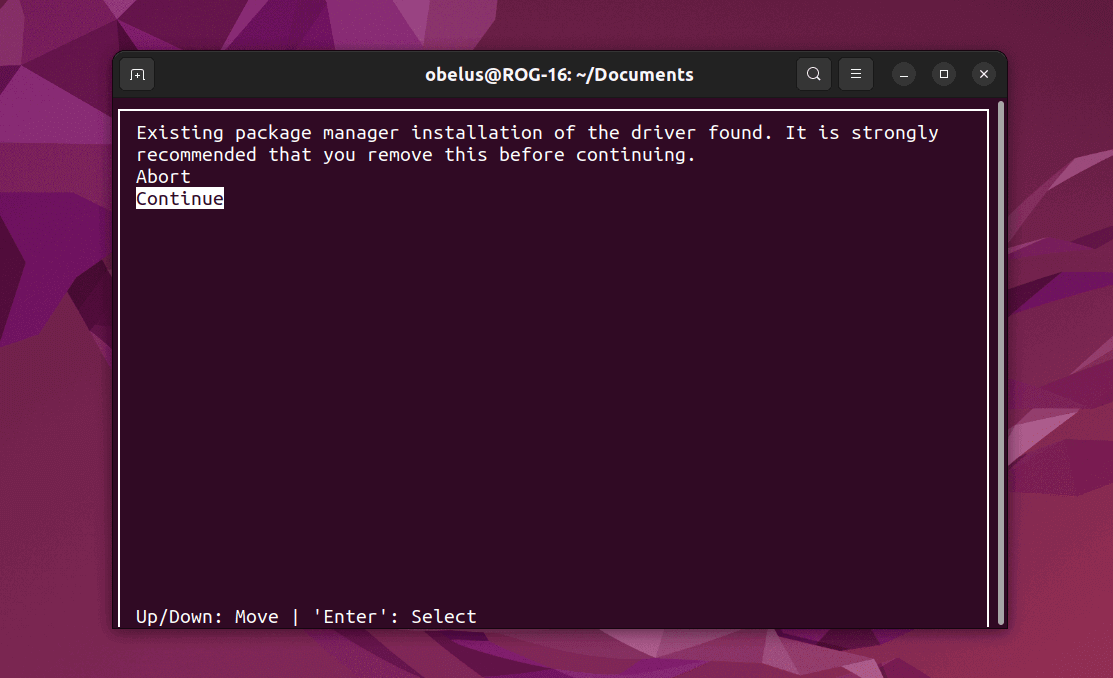 obelus@ROG-16: ~/Documents
Existing package manager installation of the driver found. It is strongly
recommended that you remove this before continuing.
Abort
Continue
Up/Down: Move | 'Enter': Select